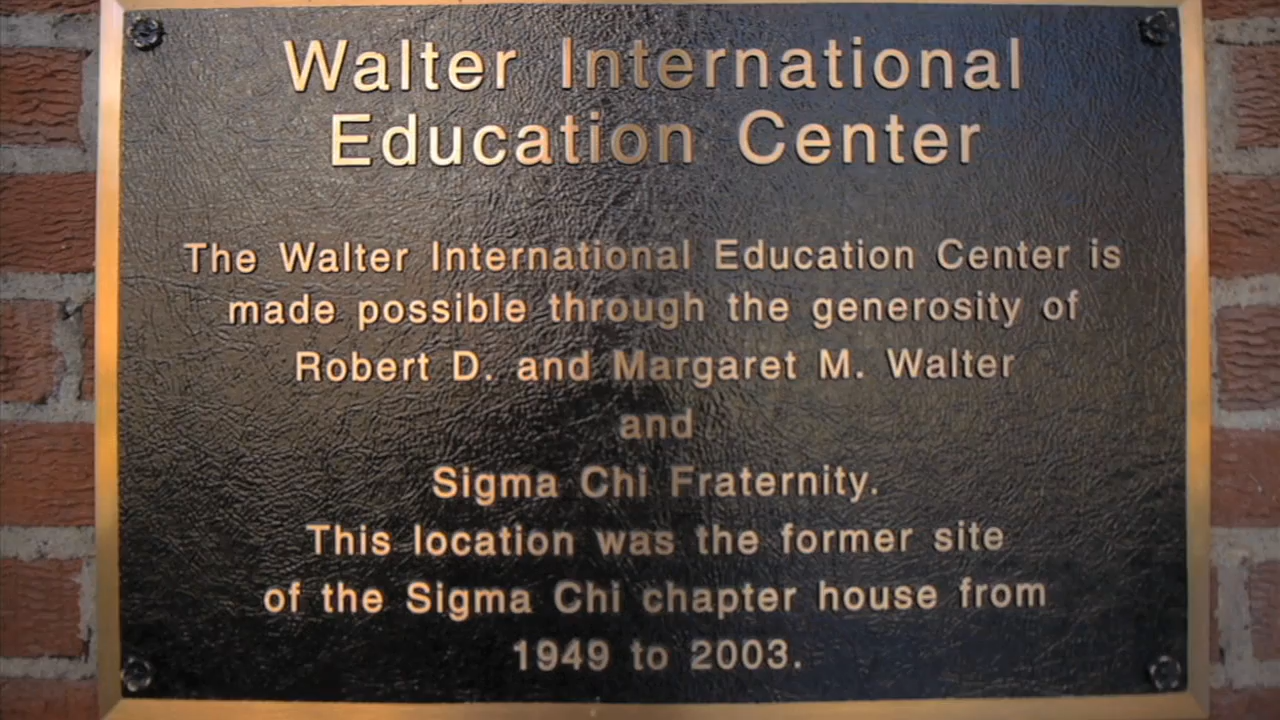 Walter International
Education Center
The Walter International Education Center is
made possible through the generosity of
Robert D. and Margaret M. Walter
and
Sigma Chi Fraternity.
This location was the former site
of the Sigma Chi chapter house from
1949 to 2003.